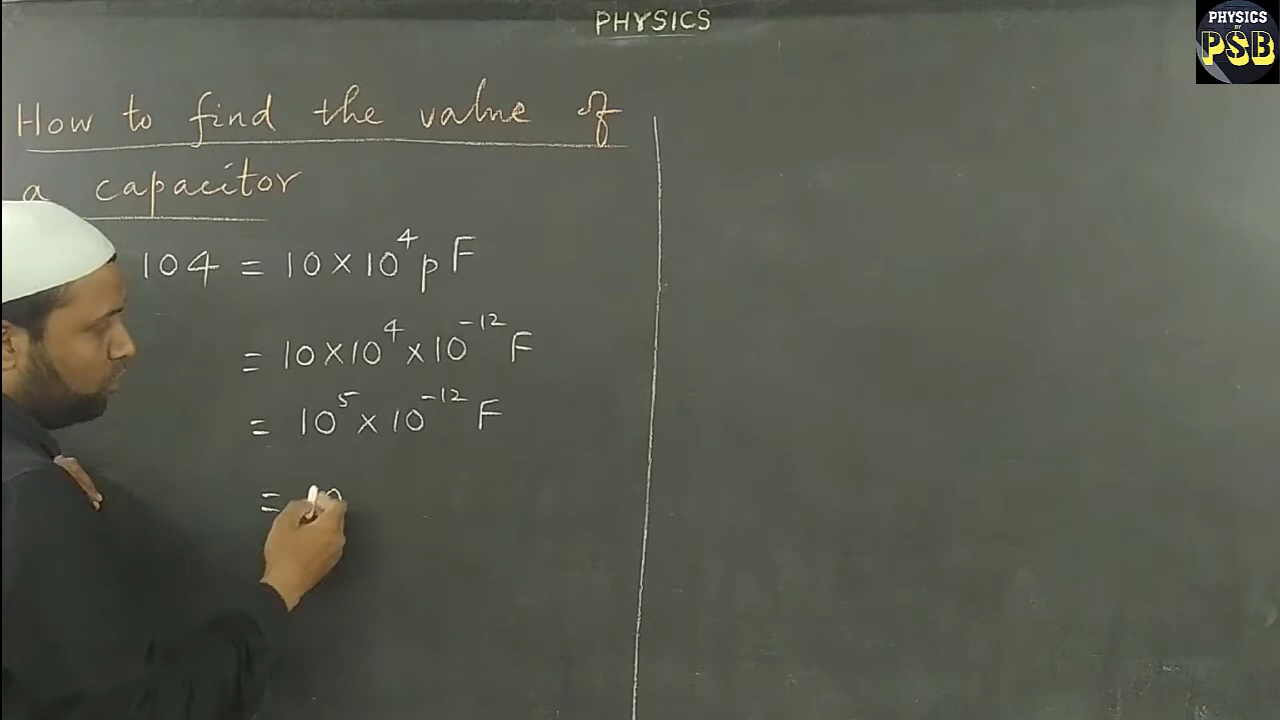 PHYSICS
PHYSICS
BY
PSB
How to find the value of
a capacitor
104 = 10 × 10⁴ pF
= 10 × 10⁴ × 10⁻¹² F
= 10⁵ × 10⁻¹² F
=